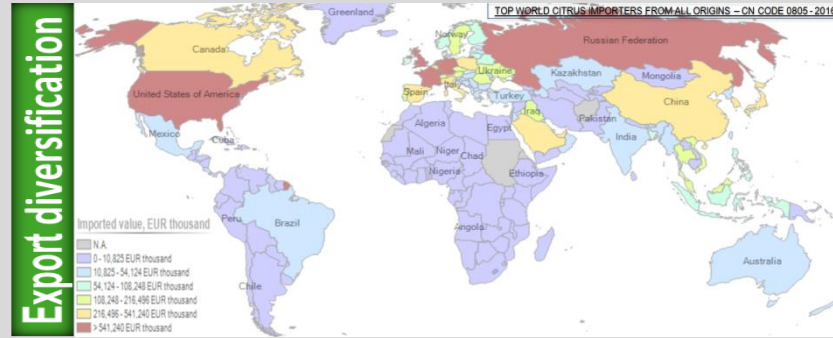 Export diversification
TOP WORLD CITRUS IMPORTERS FROM ALL ORIGINS – CN CODE 0805 - 2016
Greenland
Norway
Russian Federation
Canada
Ukraine
Kazakhstan
Mongolia
United States of America
Spain
Italy
Turkey
China
Iraq
Pakistan
Mexico
Cuba
Algeria
Egypt
India
Mali
Niger
Chad
Nigeria
Ethiopia
Peru
Brazil
Angola
Australia
Chile
Imported value, EUR thousand
N.A.
0 - 10,825 EUR thousand
10,825 - 54,124 EUR thousand
54,124 - 108,248 EUR thousand
108,248 - 216,496 EUR thousand
216,496 - 541,240 EUR thousand
> 541,240 EUR thousand